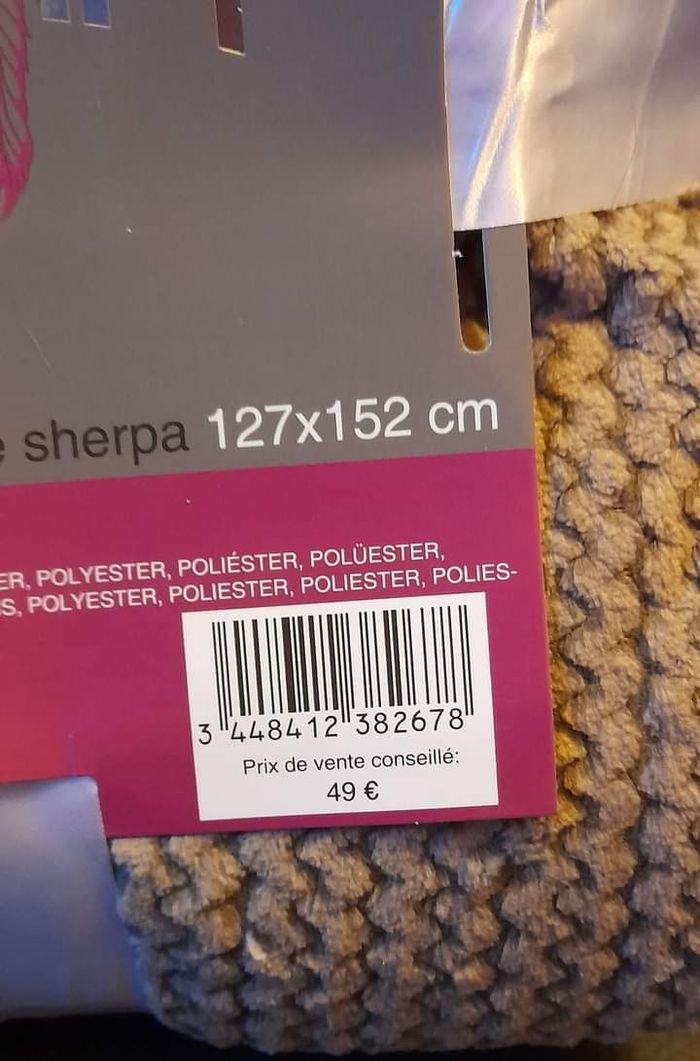 sherpa 127x152 cm
POLYESTER, POLIÉSTER, POLÜESTER,
POLYESTER, POLIESTER, POLIESTER, POLIES-
3 448412 382678
Prix de vente conseillé:
49 €